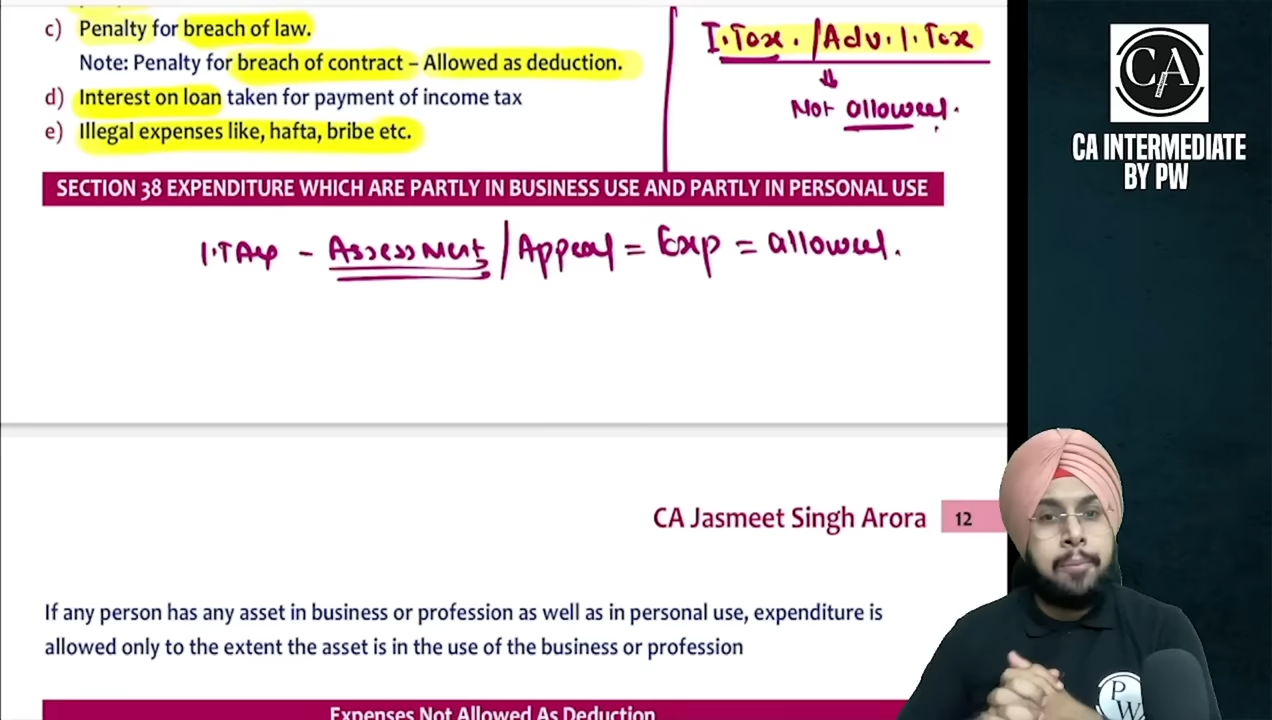 c) Penalty for breach of law.
Note: Penalty for breach of contract – Allowed as deduction.
d) Interest on loan taken for payment of income tax
e) Illegal expenses like, hafta, bribe etc.
I.Tax. / Adv. I. Tax
Not allowed.
SECTION 38 EXPENDITURE WHICH ARE PARTLY IN BUSINESS USE AND PARTLY IN PERSONAL USE
– Assessment / Appeal = Exp = allowed.
CA Jasmeet Singh Arora 12
If any person has any asset in business or profession as well as in personal use, expenditure is
allowed only to the extent the asset is in the use of the business or profession
Expenses Not Allowed As Deduction
CA
CA INTERMEDIATE
BY PW
P
W